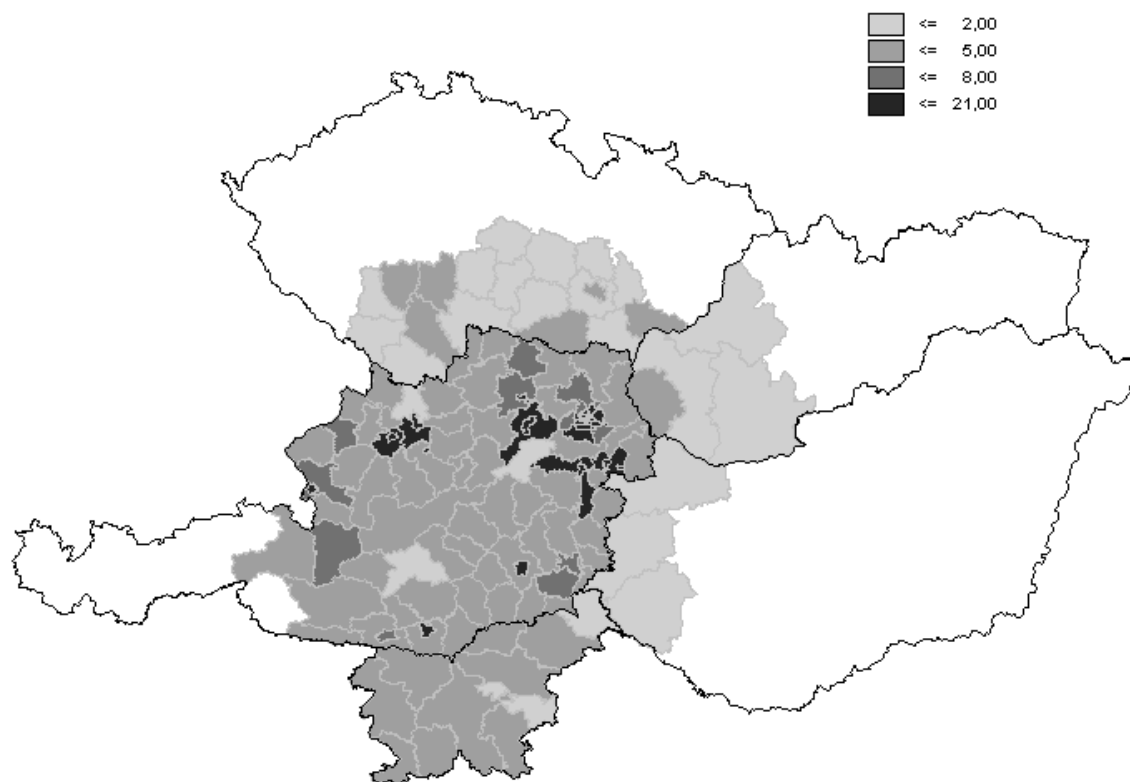 <= 2,00
<= 5,00
<= 8,00
<= 21,00